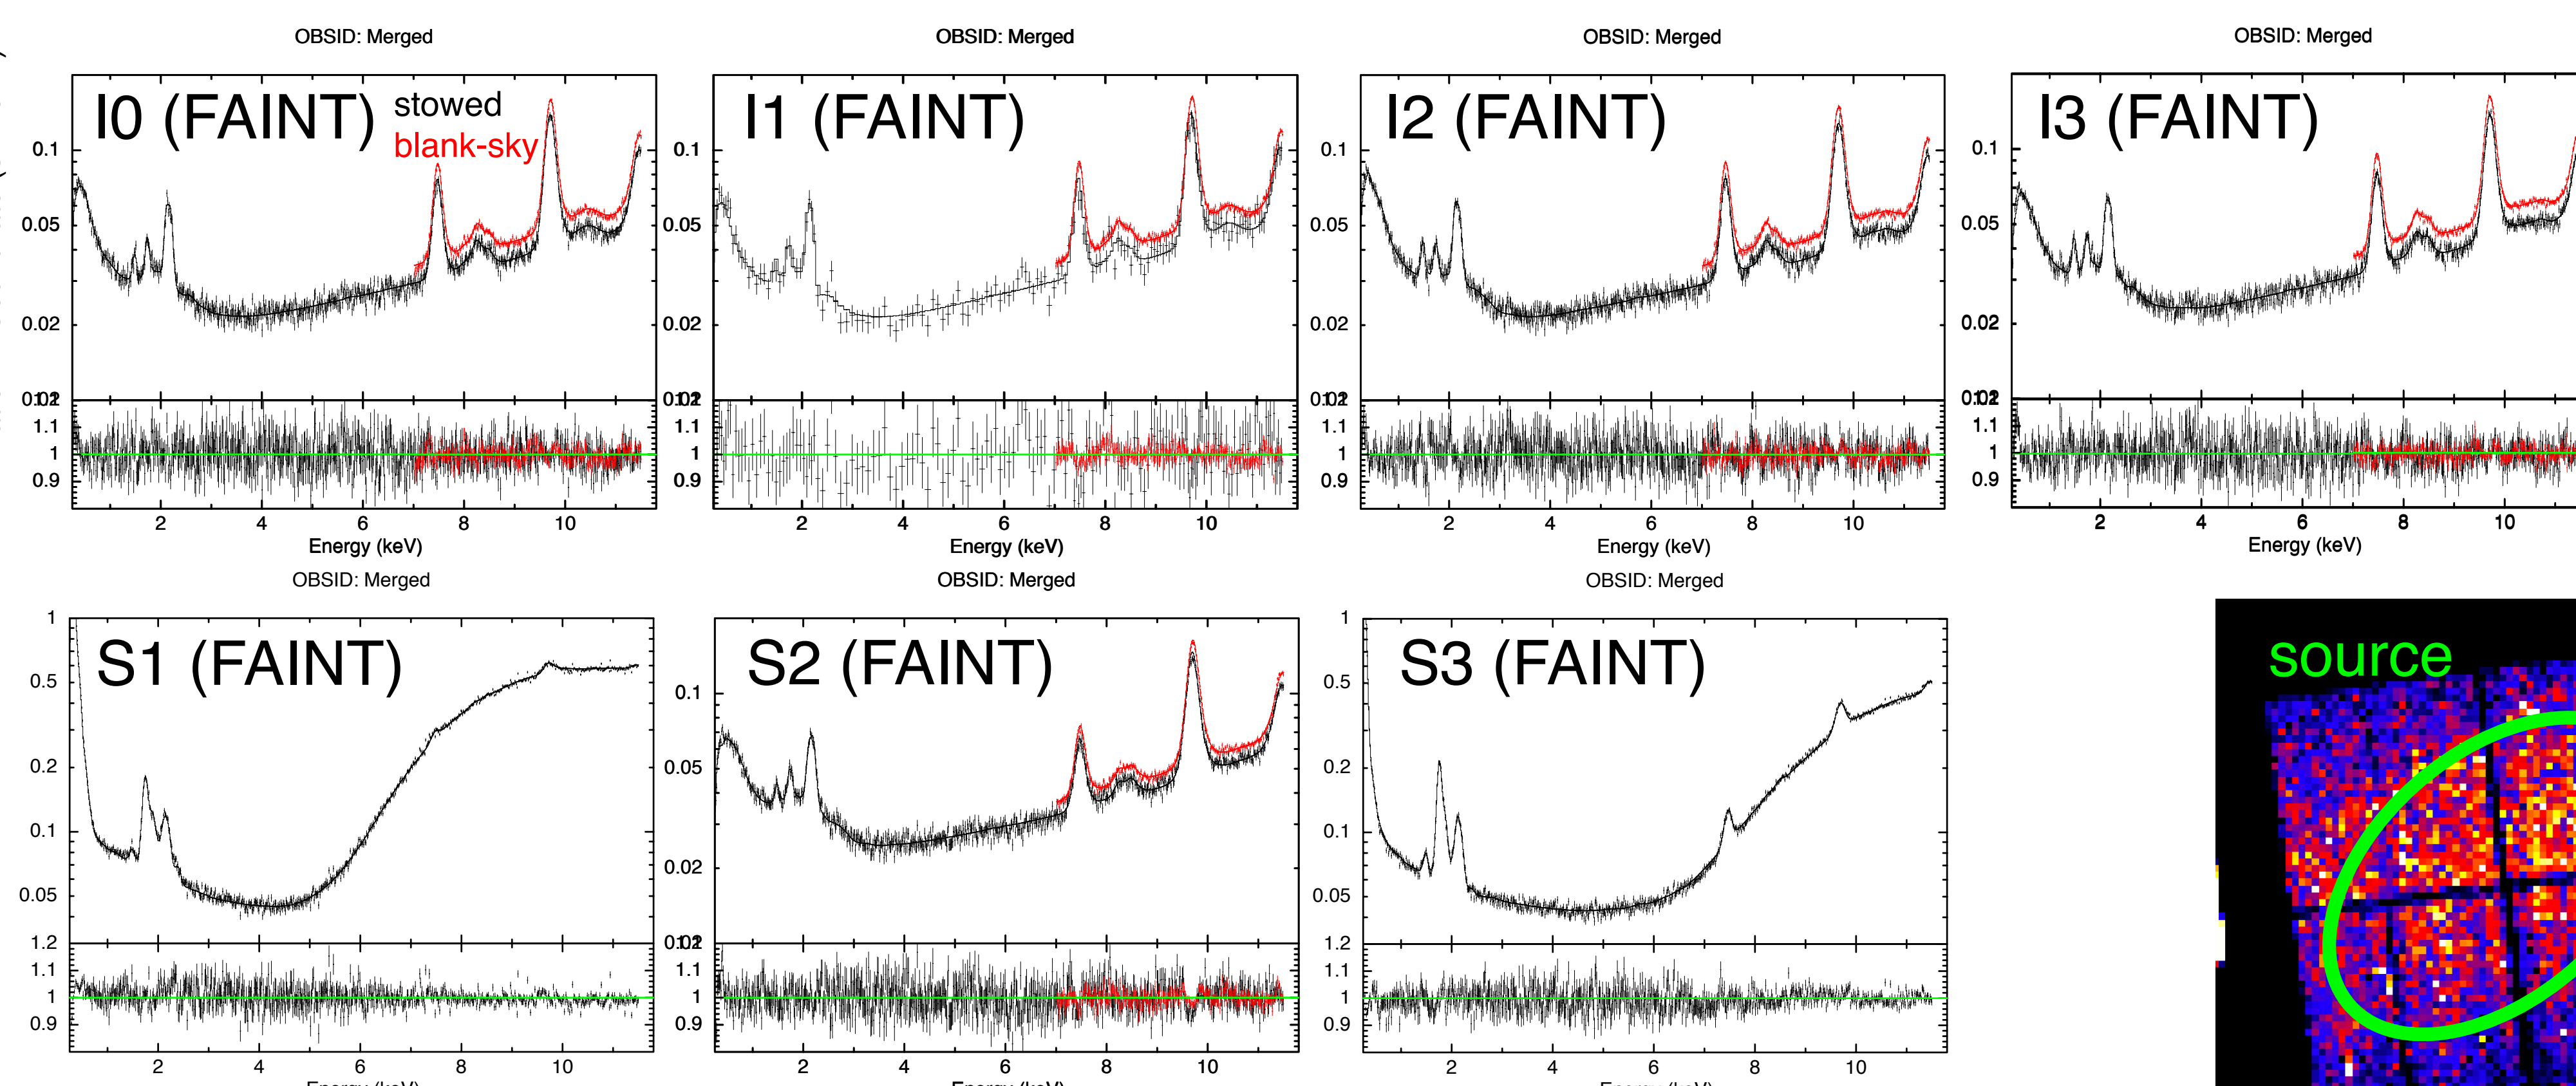 OBSID: Merged
OBSID: Merged
OBSID: Merged
OBSID: Merged
I0 (FAINT)
stowed
blank-sky
I1 (FAINT)
I2 (FAINT)
I3 (FAINT)
0.1
0.05
0.02
1.1
1
0.9
2 4 6 8 10
Energy (keV)
0.1
0.05
0.02
1.1
1
0.9
2 4 6 8 10
Energy (keV)
0.1
0.05
0.02
1.1
1
0.9
2 4 6 8 10
Energy (keV)
0.1
0.05
0.02
1.1
1
0.9
2 4 6 8 10
Energy (keV)
OBSID: Merged
OBSID: Merged
OBSID: Merged
S1 (FAINT)
S2 (FAINT)
S3 (FAINT)
source
1
0.5
0.2
0.1
0.05
1.2
1.1
1
0.9
2 4 6 8 10
Energy (keV)
0.1
0.05
0.02
1.1
1
0.9
2 4 6 8 10
Energy (keV)
1
0.5
0.2
0.1
0.05
1.2
1.1
1
0.9
2 4 6 8 10
Energy (keV)